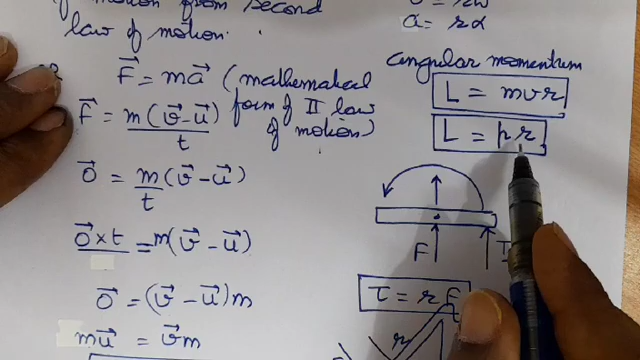 of motion from second
law of motion.
F⃗ = ma⃗ (mathematical
form of II law
of motion)
F⃗ = m(v⃗-u⃗)/t
0⃗ = m/t (v⃗-u⃗)
0⃗×t = m(v⃗-u⃗)
0⃗ = (v⃗-u⃗)m
mu⃗ = v⃗m
a = rα
angular momentum
L = mvr
L = pr
F
τ = r F
r